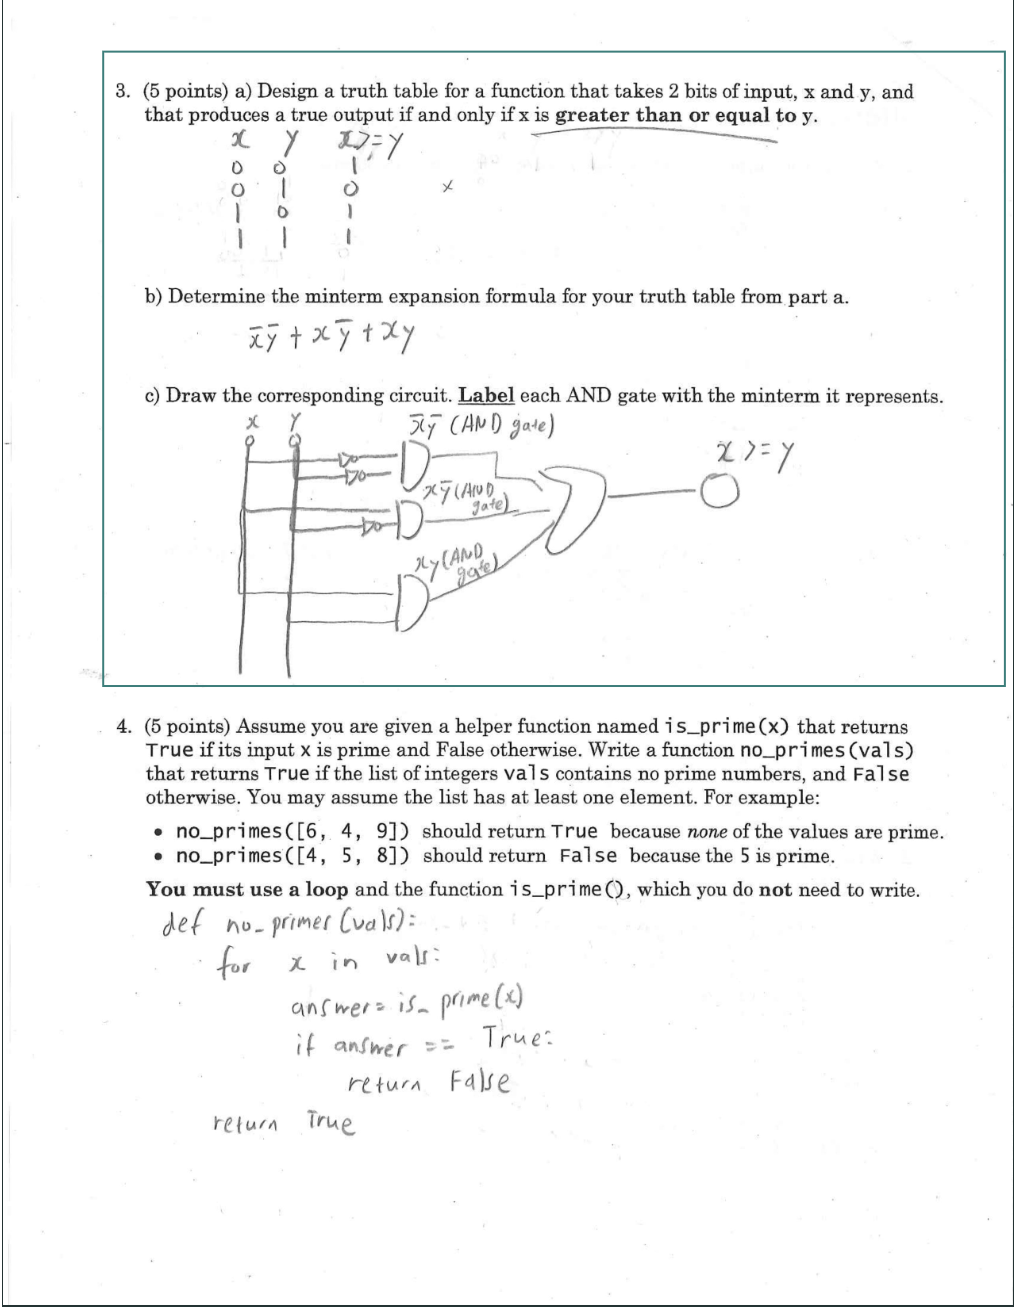 3. (5 points) a) Design a truth table for a function that takes 2 bits of input, x and y, and
that produces a true output if and only if x is greater than or equal to y.
x y x>=y
0 0 1
0 1 0
x
1 0 1
1 1 1
b) Determine the minterm expansion formula for your truth table from part a.
x̄ȳ + xȳ + xy
c) Draw the corresponding circuit. Label each AND gate with the minterm it represents.
x y
x̄ȳ (AND gate)
x >= y
xȳ (AND
gate)
xy (AND
gate)
4. (5 points) Assume you are given a helper function named is_prime(x) that returns
True if its input x is prime and False otherwise. Write a function no_primes(vals)
that returns True if the list of integers vals contains no prime numbers, and False
otherwise. You may assume the list has at least one element. For example:
• no_primes([6, 4, 9]) should return True because none of the values are prime.
• no_primes([4, 5, 8]) should return False because the 5 is prime.
You must use a loop and the function is_prime(), which you do not need to write.
def no_primes (vals):
for x in vals:
answer = is_prime(x)
if answer == True:
return False
return True